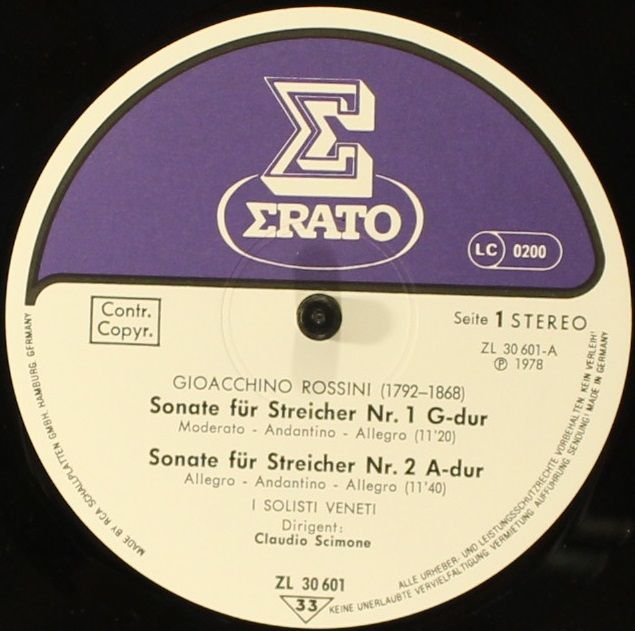 Σ
ΣRATO
LC 0200
Contr.
Copyr.
Seite 1 STEREO
ZL 30 601-A
Ⓟ 1978
GIOACCHINO ROSSINI (1792–1868)
Sonate für Streicher Nr. 1 G-dur
Moderato - Andantino - Allegro (11'20)
Sonate für Streicher Nr. 2 A-dur
Allegro - Andantino - Allegro (11'40)
I SOLISTI VENETI
Dirigent:
Claudio Scimone
ZL 30 601
33
MADE BY RCA SCHALLPLATTEN GMBH, HAMBURG, GERMANY
ALLE URHEBER- UND LEISTUNGSSCHUTZRECHTE VORBEHALTEN. KEIN VERLEIH!
KEINE UNERLAUBTE VERVIELFÄLTIGUNG, VERMIETUNG, AUFFÜHRUNG, SENDUNG! MADE IN GERMANY